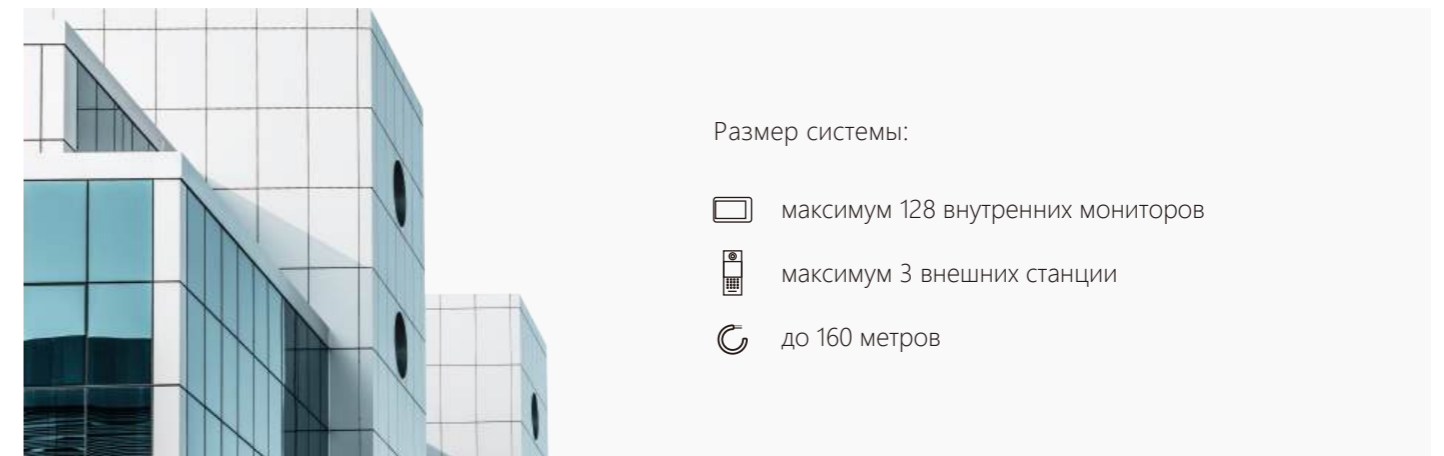 Размер системы:
максимум 128 внутренних мониторов
максимум 3 внешних станции
до 160 метров